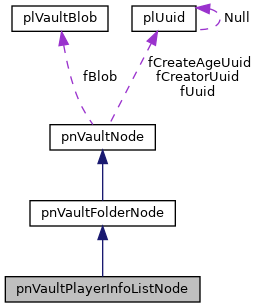 plVaultBlob
plUuid
Null
fBlob
fCreateAgeUuid
fCreatorUuid
fUuid
pnVaultNode
pnVaultFolderNode
pnVaultPlayerInfoListNode